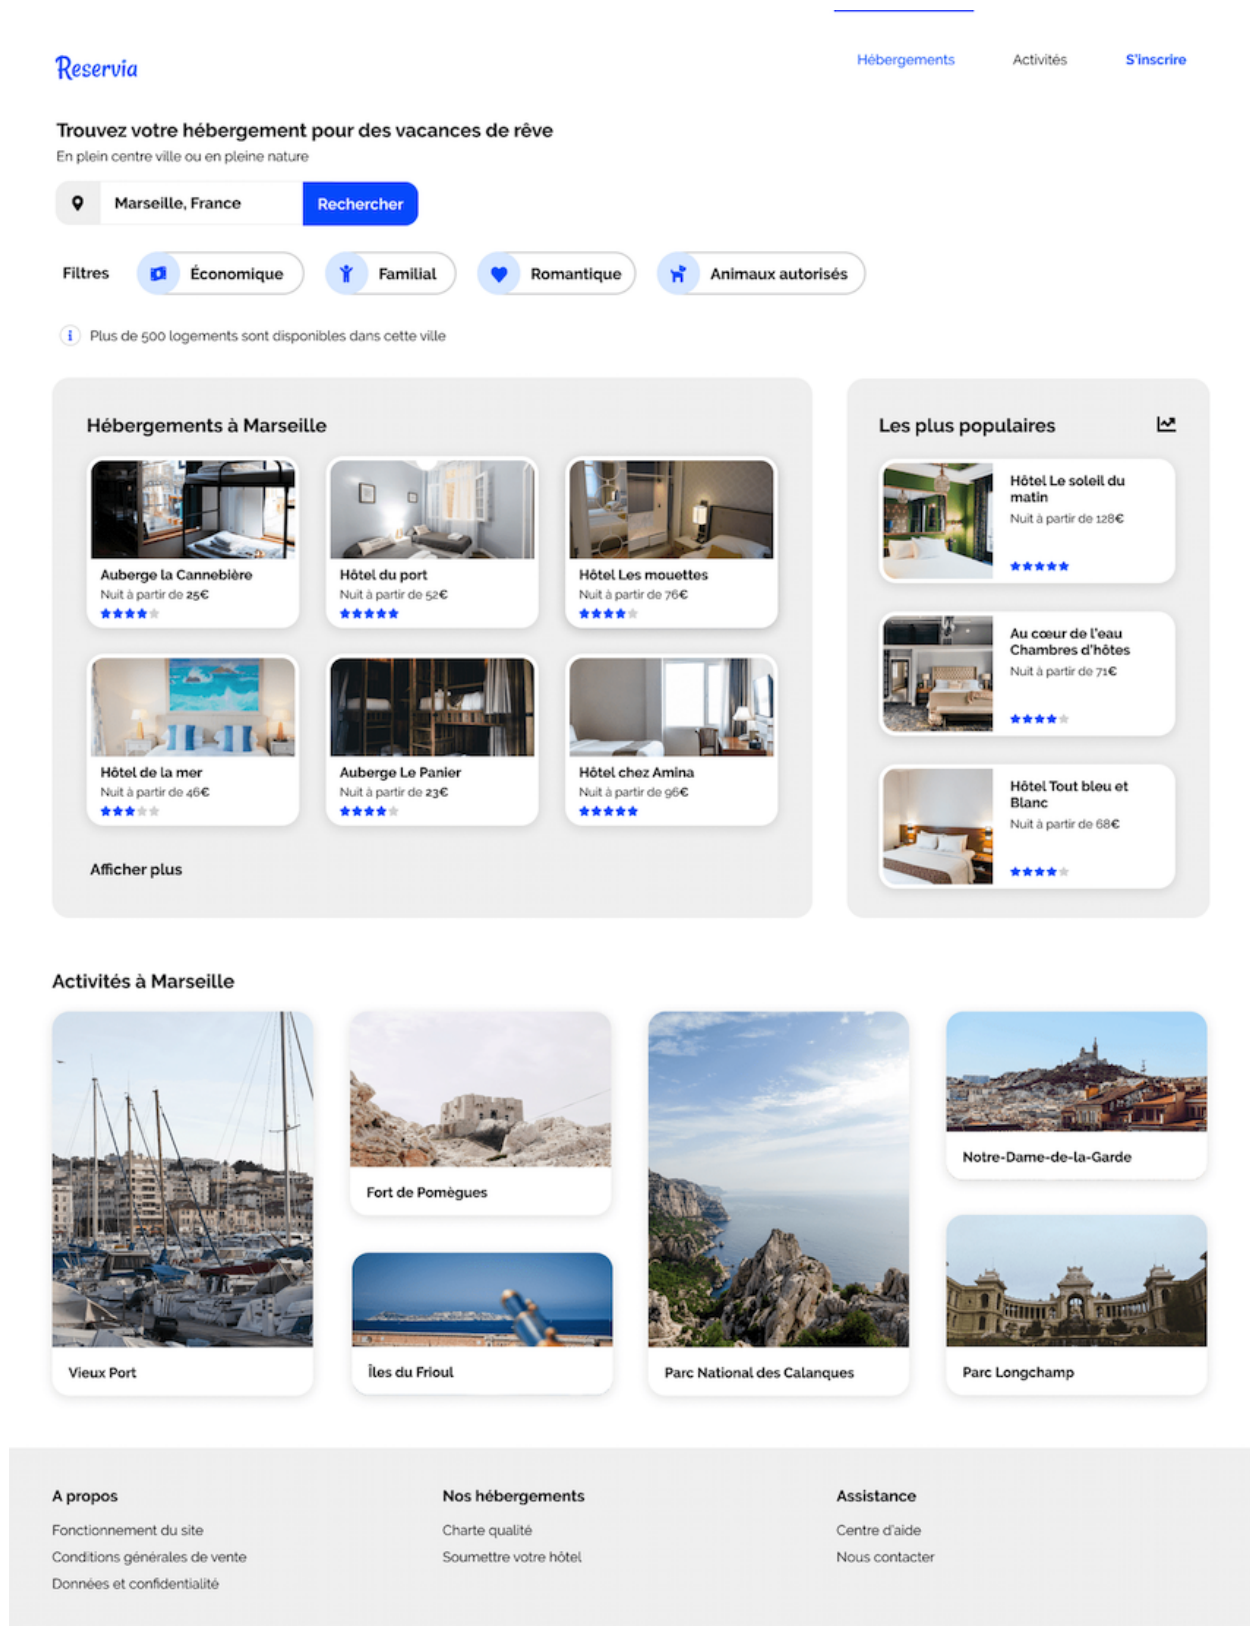 Reservia
Hébergements
Activités
S'inscrire
Trouvez votre hébergement pour des vacances de rêve
En plein centre ville ou en pleine nature
Marseille, France
Rechercher
Filtres
Économique
Familial
Romantique
Animaux autorisés
Plus de 500 logements sont disponibles dans cette ville
Hébergements à Marseille
Auberge la Cannebière
Nuit à partir de 25€
Hôtel du port
Nuit à partir de 52€
Hôtel Les mouettes
Nuit à partir de 76€
Hôtel de la mer
Nuit à partir de 46€
Auberge Le Panier
Nuit à partir de 23€
Hôtel chez Amina
Nuit à partir de 96€
Afficher plus
Les plus populaires
Hôtel Le soleil du
matin
Nuit à partir de 128€
Au cœur de l'eau
Chambres d'hôtes
Nuit à partir de 71€
Hôtel Tout bleu et
Blanc
Nuit à partir de 68€
Activités à Marseille
Vieux Port
Fort de Pomègues
Îles du Frioul
Parc National des Calanques
Notre-Dame-de-la-Garde
Parc Longchamp
A propos
Fonctionnement du site
Conditions générales de vente
Données et confidentialité
Nos hébergements
Charte qualité
Soumettre votre hôtel
Assistance
Centre d'aide
Nous contacter